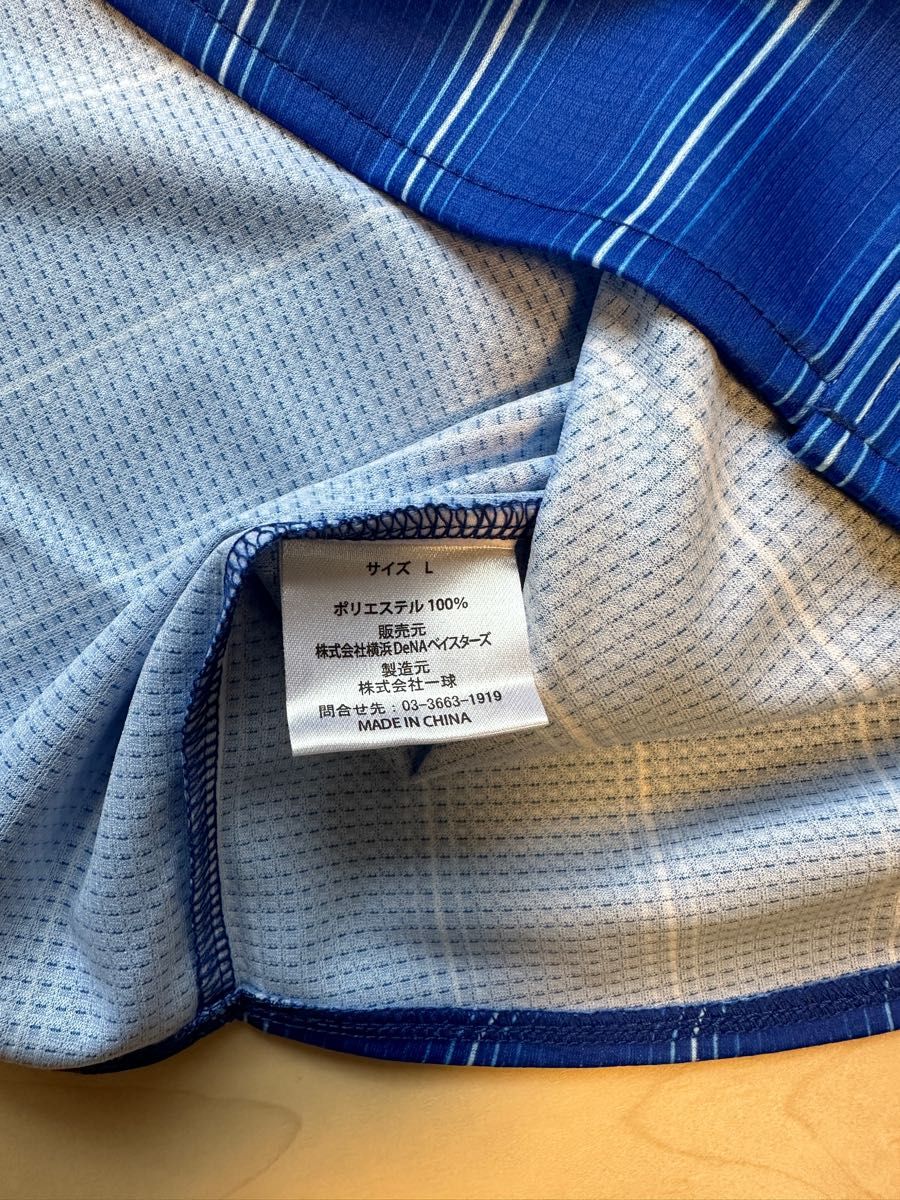 サイズ L
ポリエステル 100%
販売元
株式会社横浜DeNAベイスターズ
製造元
株式会社一球
問合せ先：03-3663-1919
MADE IN CHINA